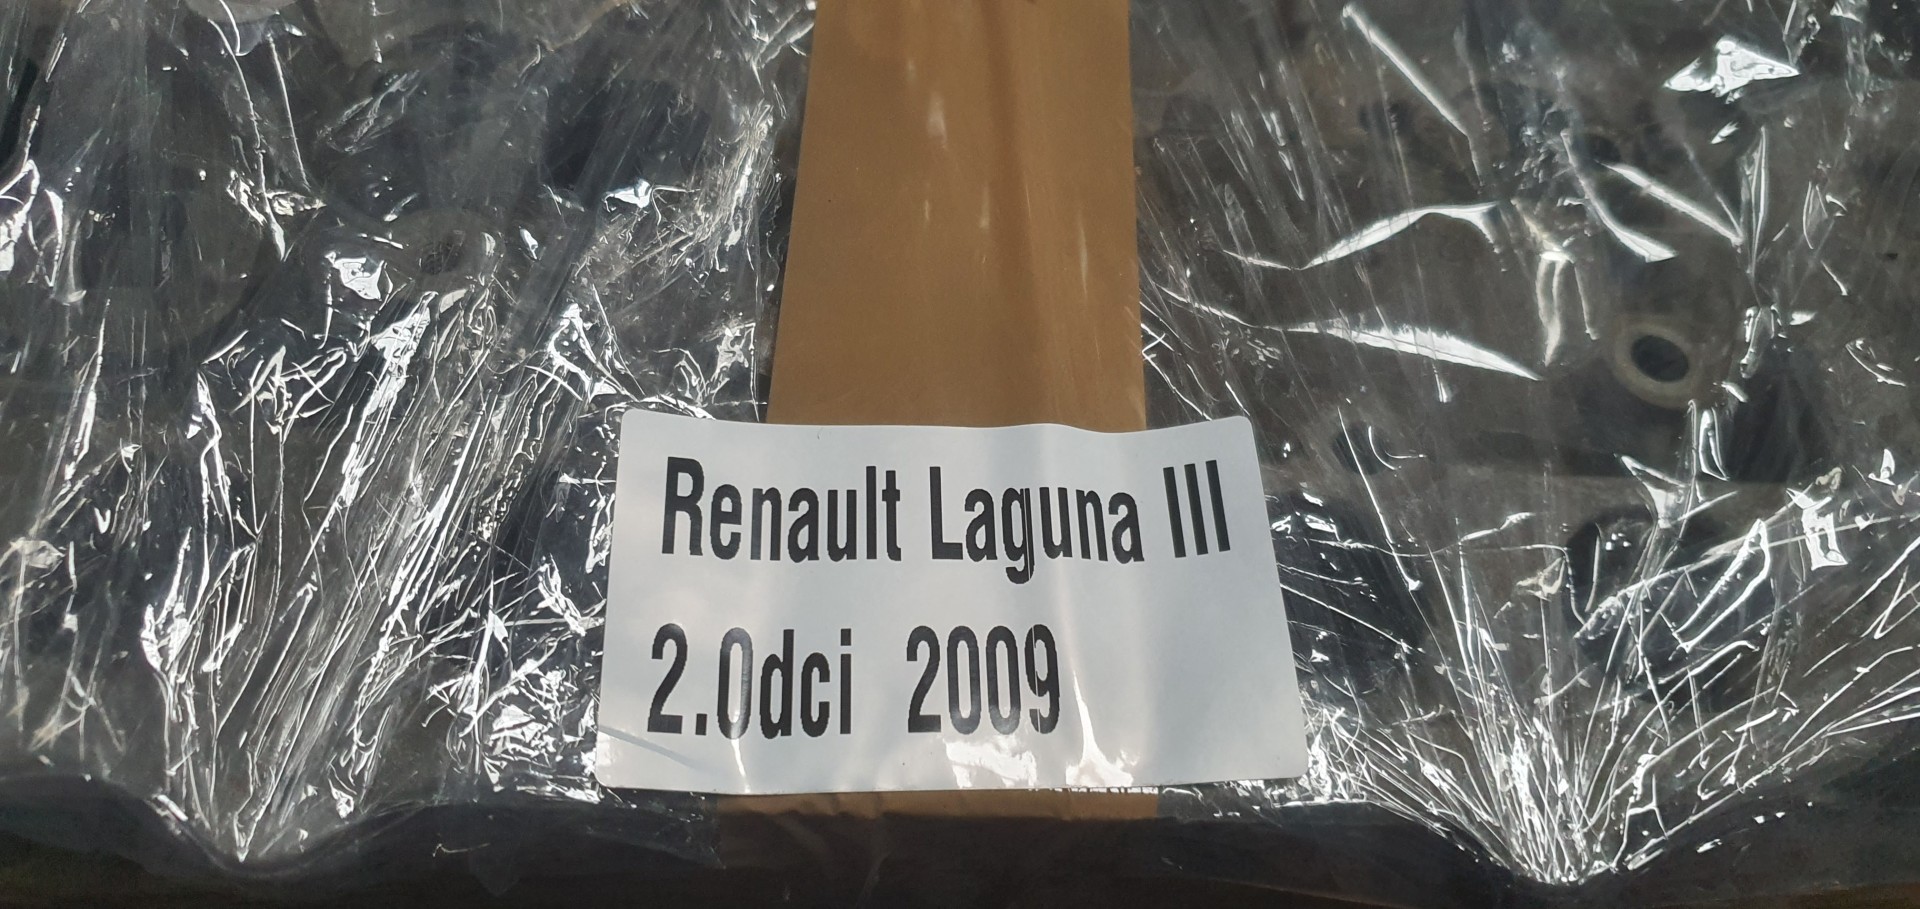 Renault Laguna III
2.0dci 2009